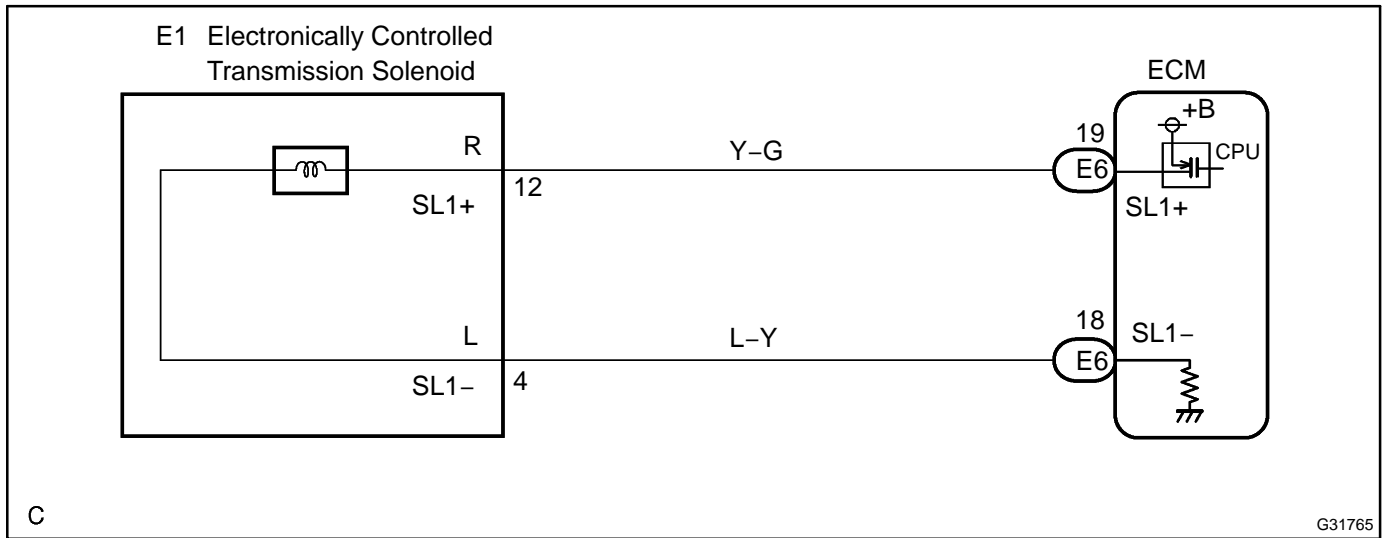 E1 Electronically Controlled
Transmission Solenoid
ECM
+B
CPU
R
12
SL1+
Y−G
19
E6
SL1+
L
4
SL1−
L−Y
18
E6
SL1−
C
G31765